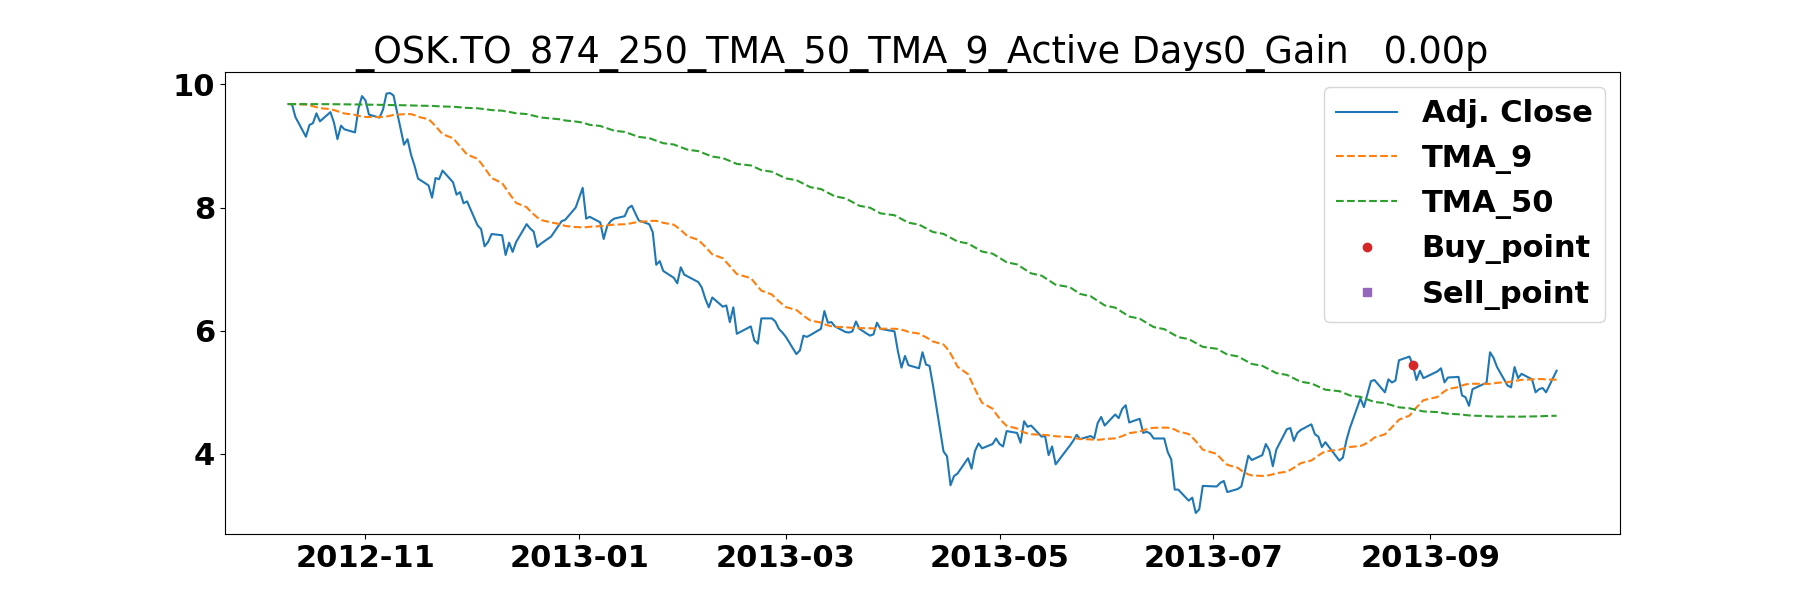 _OSK.TO_874_250_TMA_50_TMA_9_Active Days0_Gain   0.00p
10
8
6
4
Adj. Close
TMA_9
TMA_50
Buy_point
Sell_point
2012-11 2013-01 2013-03 2013-05 2013-07 2013-09